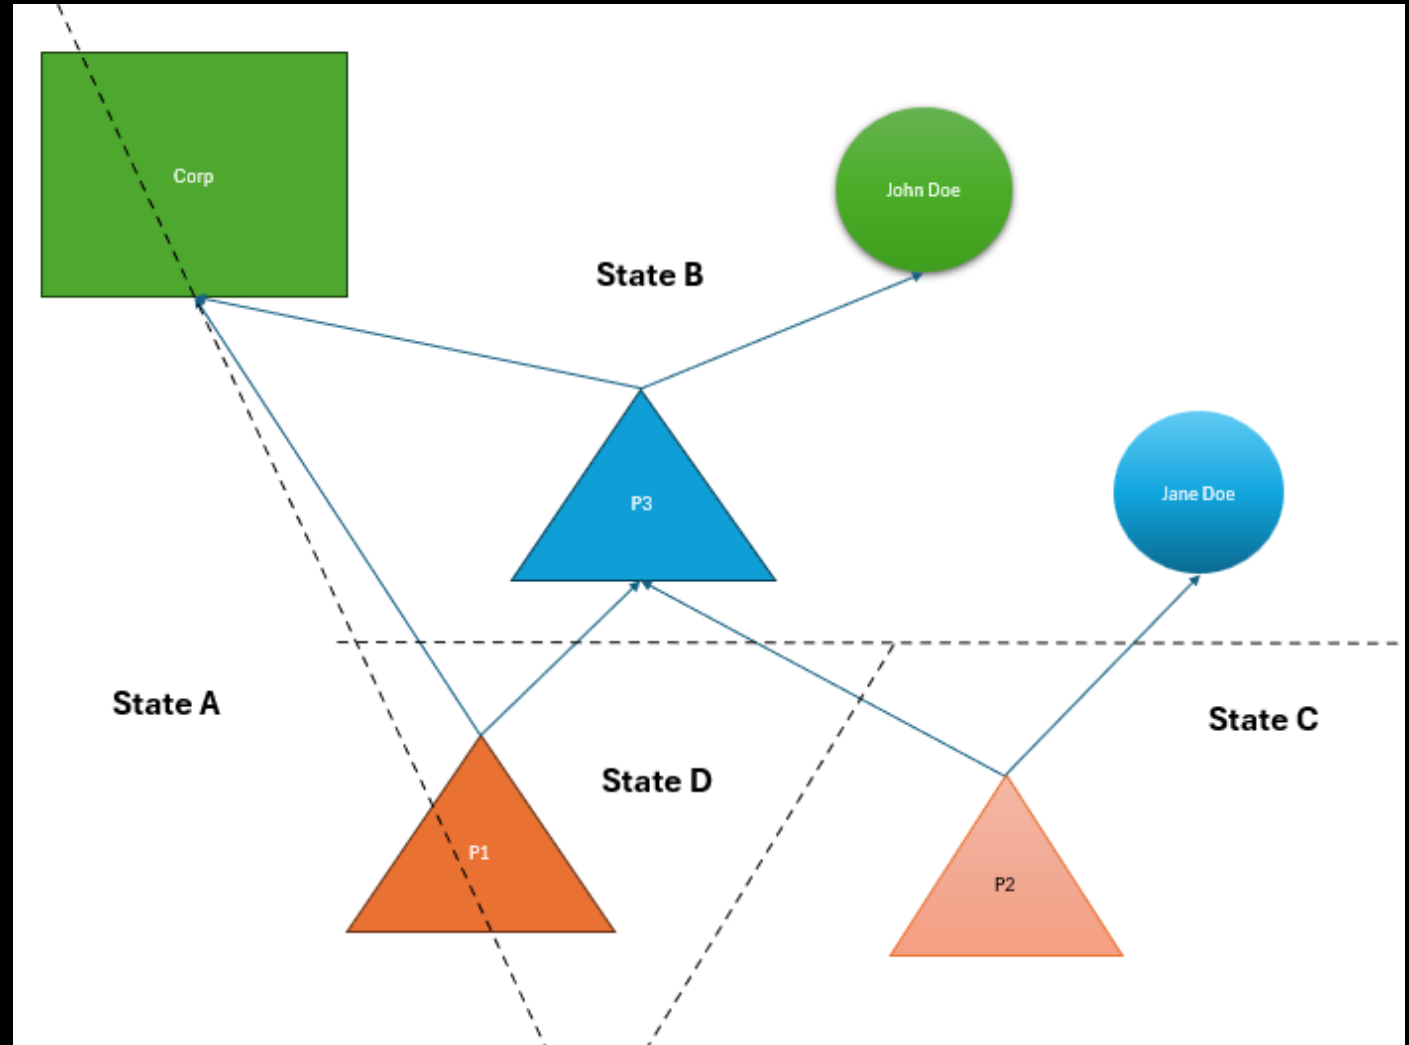 Corp
John Doe
State B
Jane Doe
P3
State A
State C
State D
P1
P2